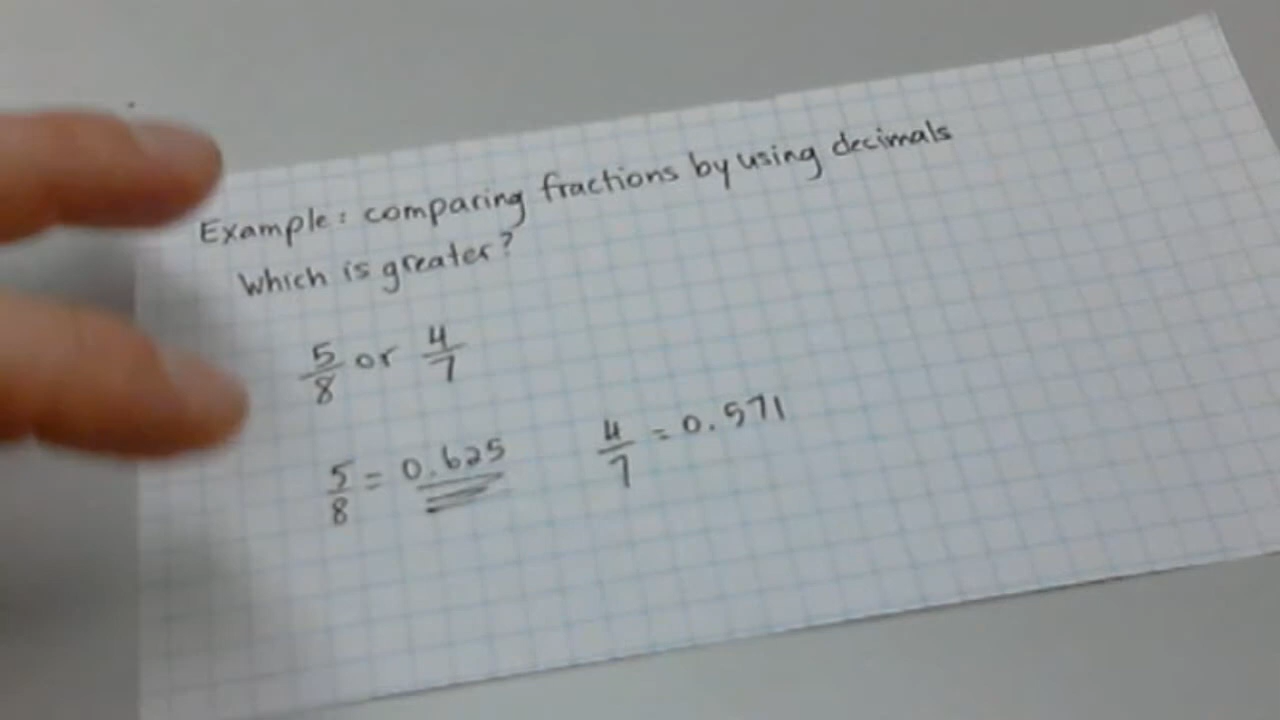 Example: comparing fractions by using decimals
Which is greater?
5/8 or 4/7
5/8 = 0.625 4/7 = 0.571